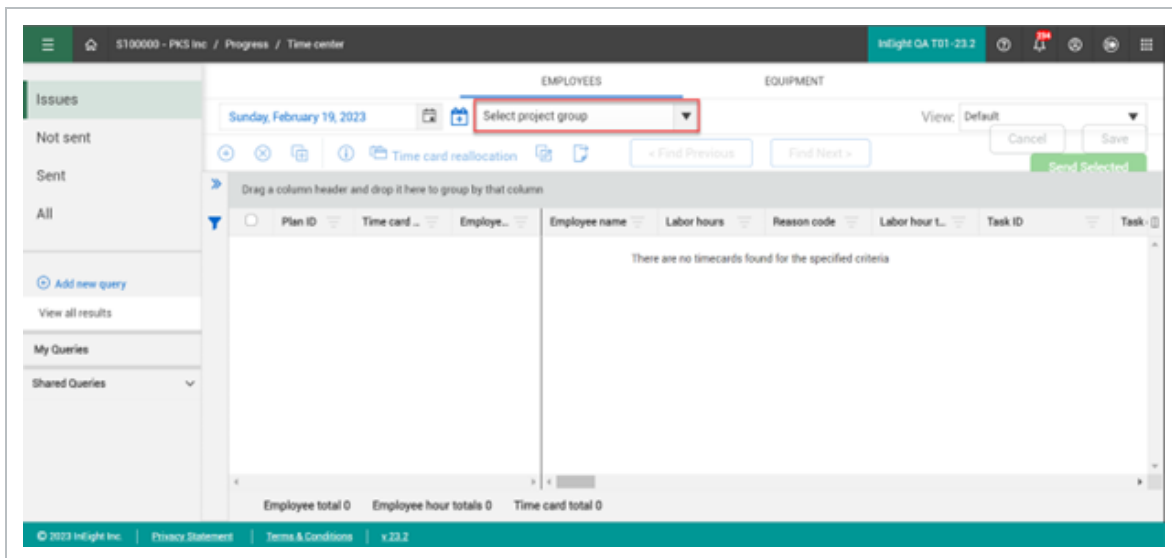 S100000 - PKS Inc / Progress / Time center
InEight QA T01-23.2
294
Issues
Not sent
Sent
All
Add new query
View all results
My Queries
Shared Queries
EMPLOYEES EQUIPMENT
Sunday, February 19, 2023 Select project group View: Default
Cancel Save
Time card reallocation < Find Previous Find Next > Send Selected
Drag a column header and drop it here to group by that column
Plan ID Time card ... Employe... Employee name Labor hours Reason code Labor hour t... Task ID Task
There are no timecards found for the specified criteria
Employee total 0 Employee hour totals 0 Time card total 0
© 2023 InEight Inc. | Privacy Statement | Terms & Conditions | v.23.2